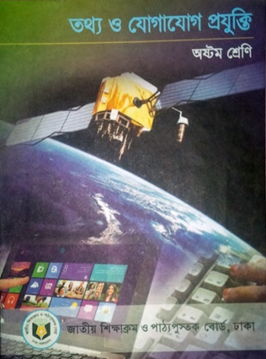 তথ্য ও যোগাযোগ প্রযুক্তি
অষ্টম শ্রেণি
জাতীয় শিক্ষাক্রম ও পাঠ্যপুস্তক বোর্ড, ঢাকা